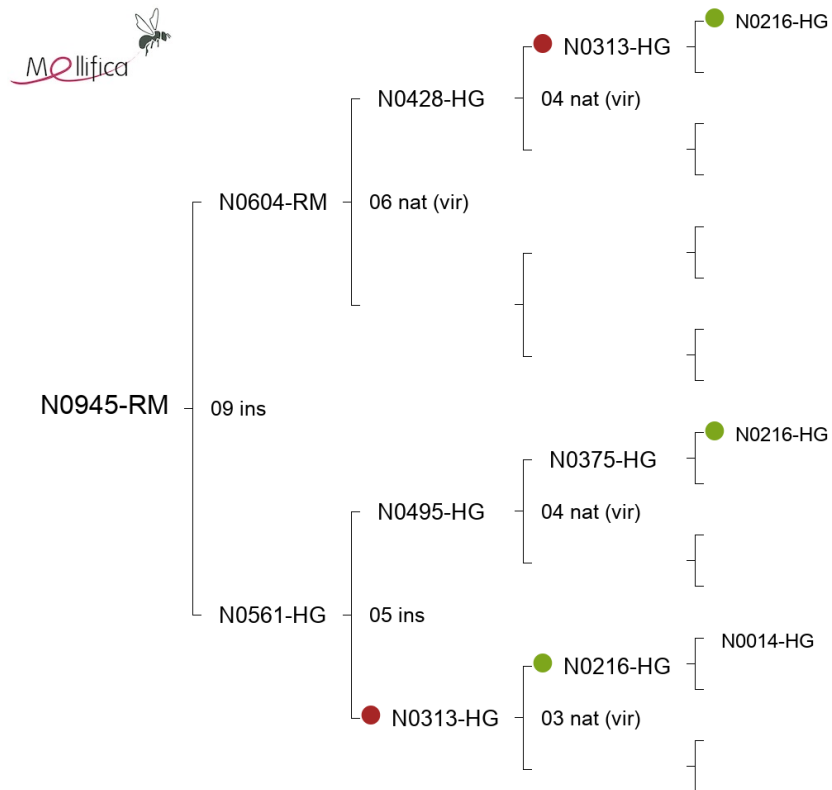 Mellifica
N0216-HG
N0313-HG
N0428-HG
04 nat (vir)
N0604-RM
06 nat (vir)
N0945-RM
09 ins
N0216-HG
N0375-HG
N0495-HG
04 nat (vir)
N0561-HG
05 ins
N0014-HG
N0216-HG
N0313-HG
03 nat (vir)